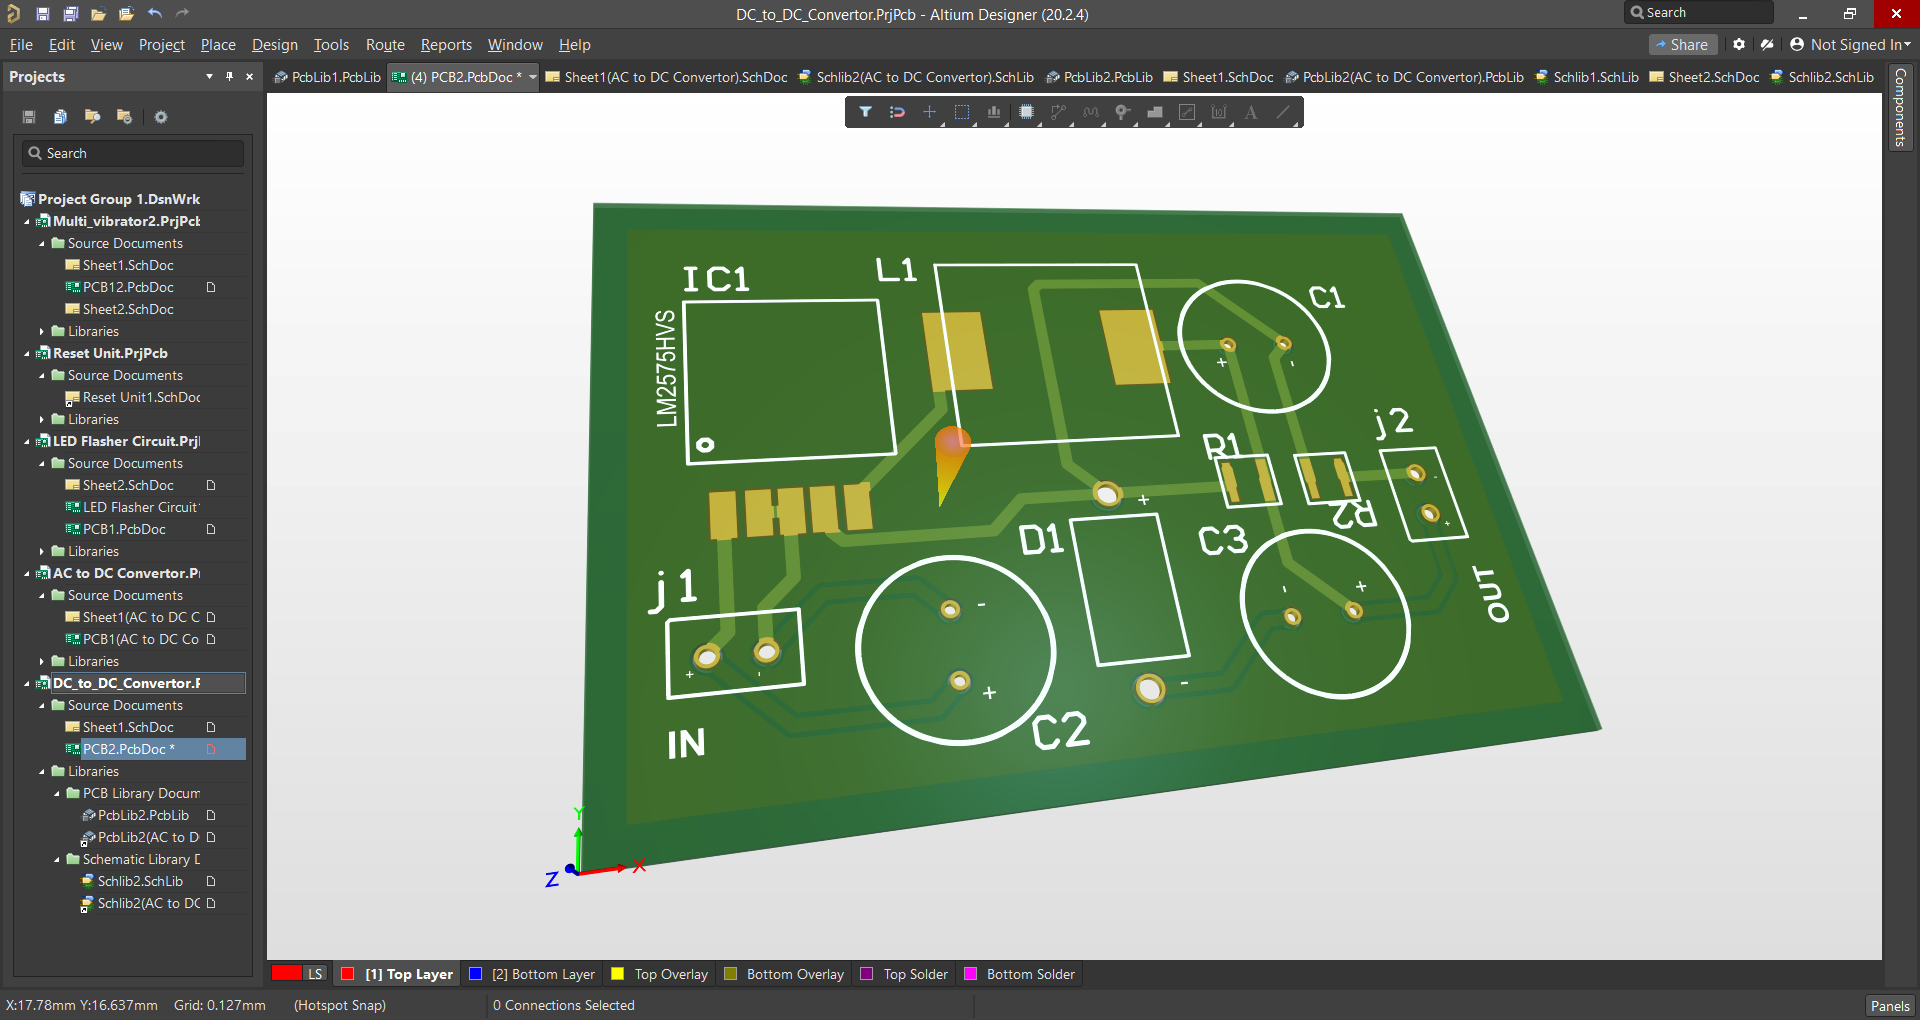 DC_to_DC_Convertor.PrjPcb - Altium Designer (20.2.4)
Search
File Edit View Project Place Design Tools Route Reports Window Help
Share
Not Signed In
Projects
PcbLib1.PcbLib
(4) PCB2.PcbDoc *
Sheet1(AC to DC Convertor).SchDoc
Schlib2(AC to DC Convertor).SchLib
PcbLib2.PcbLib
Sheet1.SchDoc
PcbLib2(AC to DC Convertor).PcbLib
Schlib1.SchLib
Sheet2.SchDoc
Schlib2.SchLib
Components
Search
Project Group 1.DsnWrk
Multi_vibrator2.PrjPcb
Source Documents
Sheet1.SchDoc
PCB12.PcbDoc
Sheet2.SchDoc
Libraries
Reset Unit.PrjPcb
Source Documents
Reset Unit1.SchDoc
Libraries
LED Flasher Circuit.Prj
Source Documents
Sheet2.SchDoc
LED Flasher Circuit
PCB1.PcbDoc
Libraries
AC to DC Convertor.P
Source Documents
Sheet1(AC to DC C
PCB1(AC to DC Co
Libraries
DC_to_DC_Convertor.P
Source Documents
Sheet1.SchDoc
PCB2.PcbDoc *
Libraries
PCB Library Docum
PcbLib2.PcbLib
PcbLib2(AC to D
Schematic Library D
Schlib2.SchLib
Schlib2(AC to DC
IC1
L1
C1
LM2575HVS
+ -
j2
R1
R2
- +
D1
+
C3
- +
OUT
j1
+ -
-
+
-
IN
C2
Y
Z
X
LS
[1] Top Layer
[2] Bottom Layer
Top Overlay
Bottom Overlay
Top Solder
Bottom Solder
X:17.78mm Y:16.637mm Grid: 0.127mm (Hotspot Snap)
0 Connections Selected
Panels